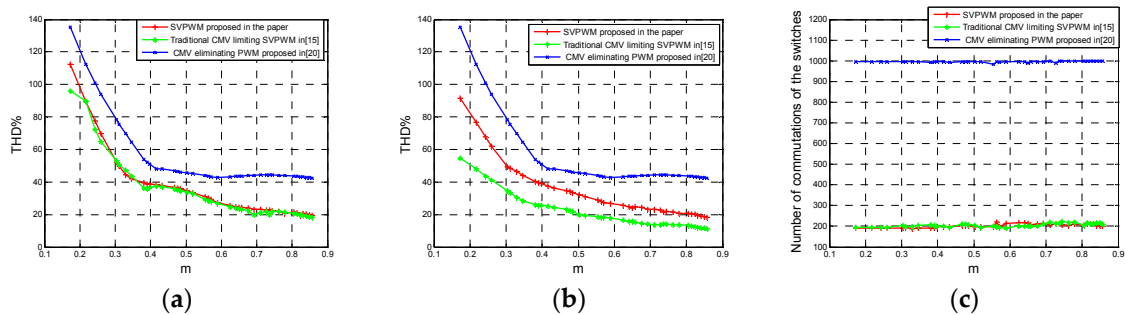 SVPWM proposed in the paper
Traditional CMV limiting SVPWM in[15]
CMV eliminating PWM proposed in[20]
140
120
100
80
60
40
20
0
THD%
0.1 0.2 0.3 0.4 0.5 0.6 0.7 0.8 0.9
m
(a)
SVPWM proposed in the paper
Traditional CMV limiting SVPWM in[15]
CMV eliminating PWM proposed in[20]
140
120
100
80
60
40
20
0
THD%
0.1 0.2 0.3 0.4 0.5 0.6 0.7 0.8 0.9
m
(b)
SVPWM proposed in the paper
Traditional CMV limiting SVPWM in[15]
CMV eliminating PWM proposed in[20]
1200
1100
1000
900
800
700
600
500
400
300
200
100
Number of commutations of the switches
0.1 0.2 0.3 0.4 0.5 0.6 0.7 0.8 0.9
m
(c)